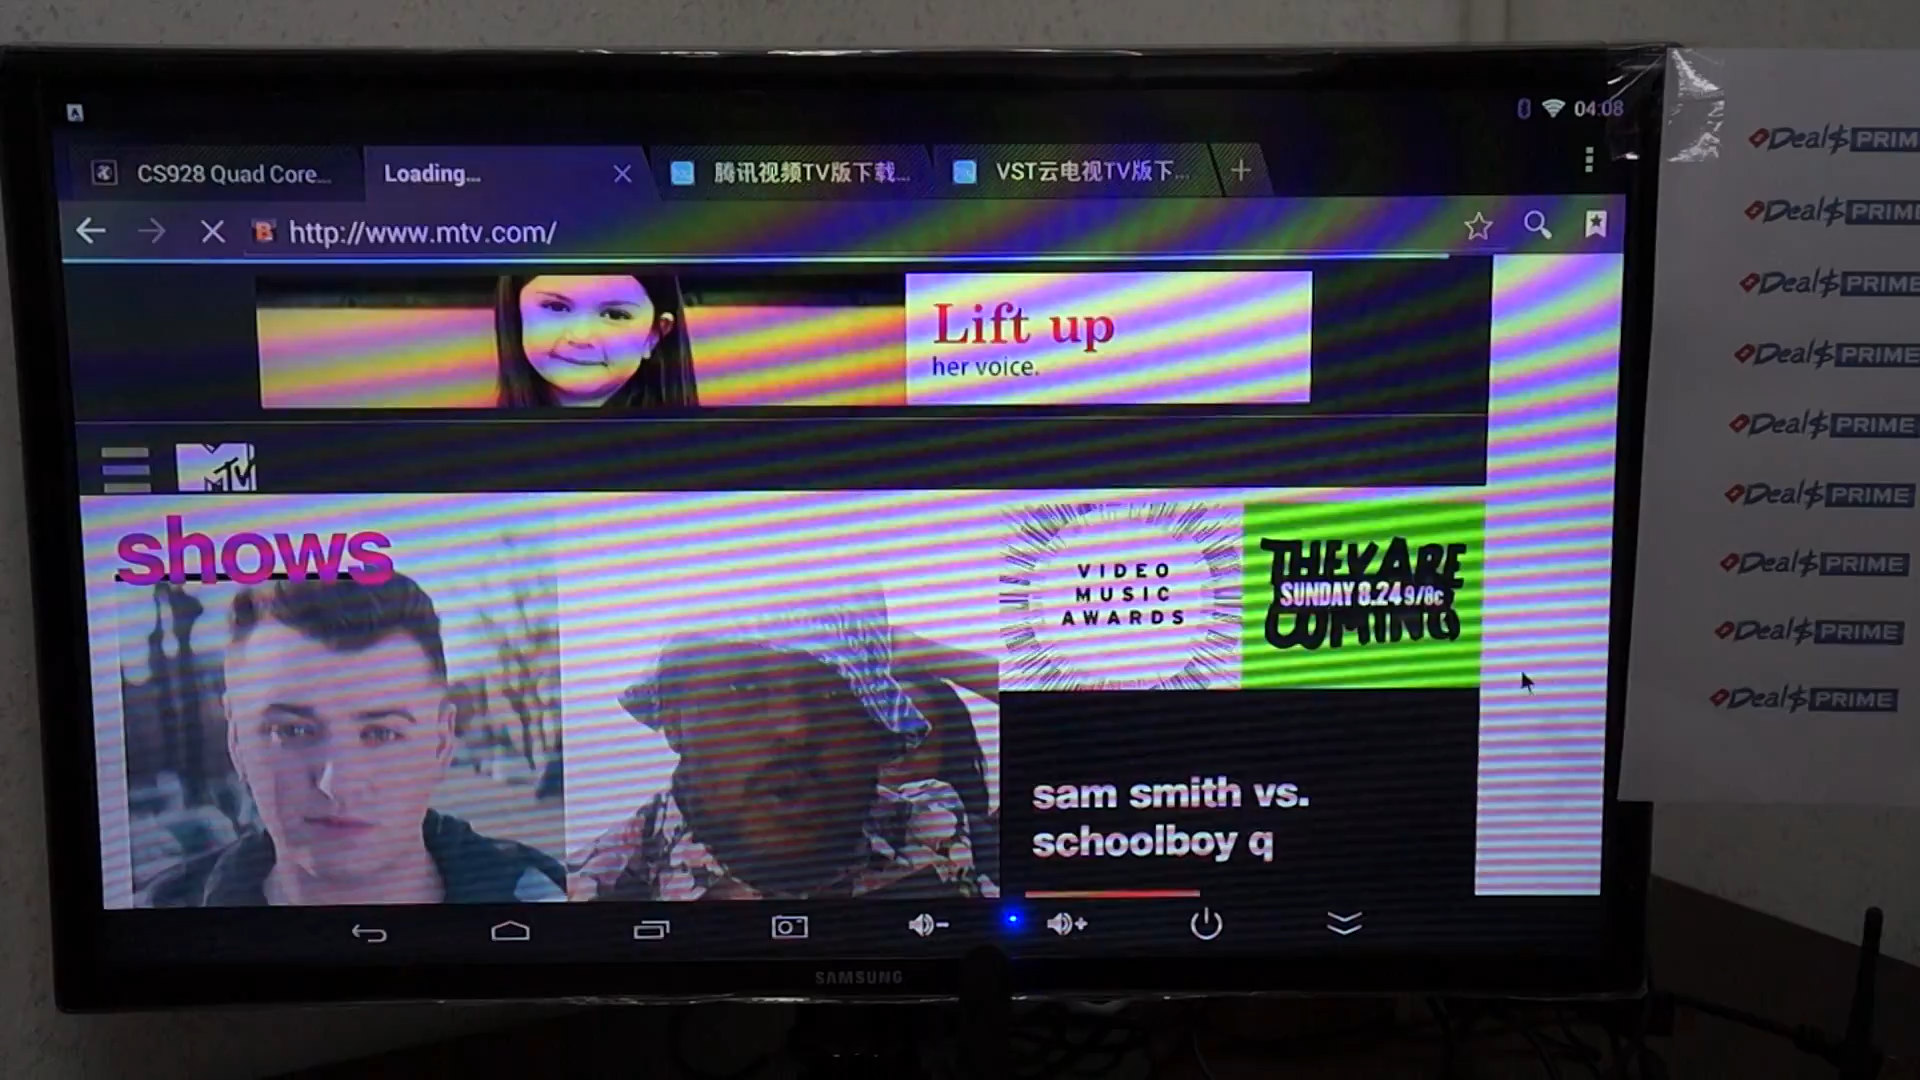 04:08
CS928 Quad Core...
Loading...
腾讯视频TV版下载...
VST云电视TV版下...
http://www.mtv.com/
Lift up
her voice.
MTV
shows
VIDEO
MUSIC
AWARDS
THEY ARE
SUNDAY 8.24 9/8c
COMING
sam smith vs.
schoolboy q
SAMSUNG
Deal$PRIM
Deal$PRIME
Deal$PRIME
Deal$PRIME
Deal$PRIME
Deal$PRIME
Deal$PRIME
Deal$PRIME
Deal$PRIME